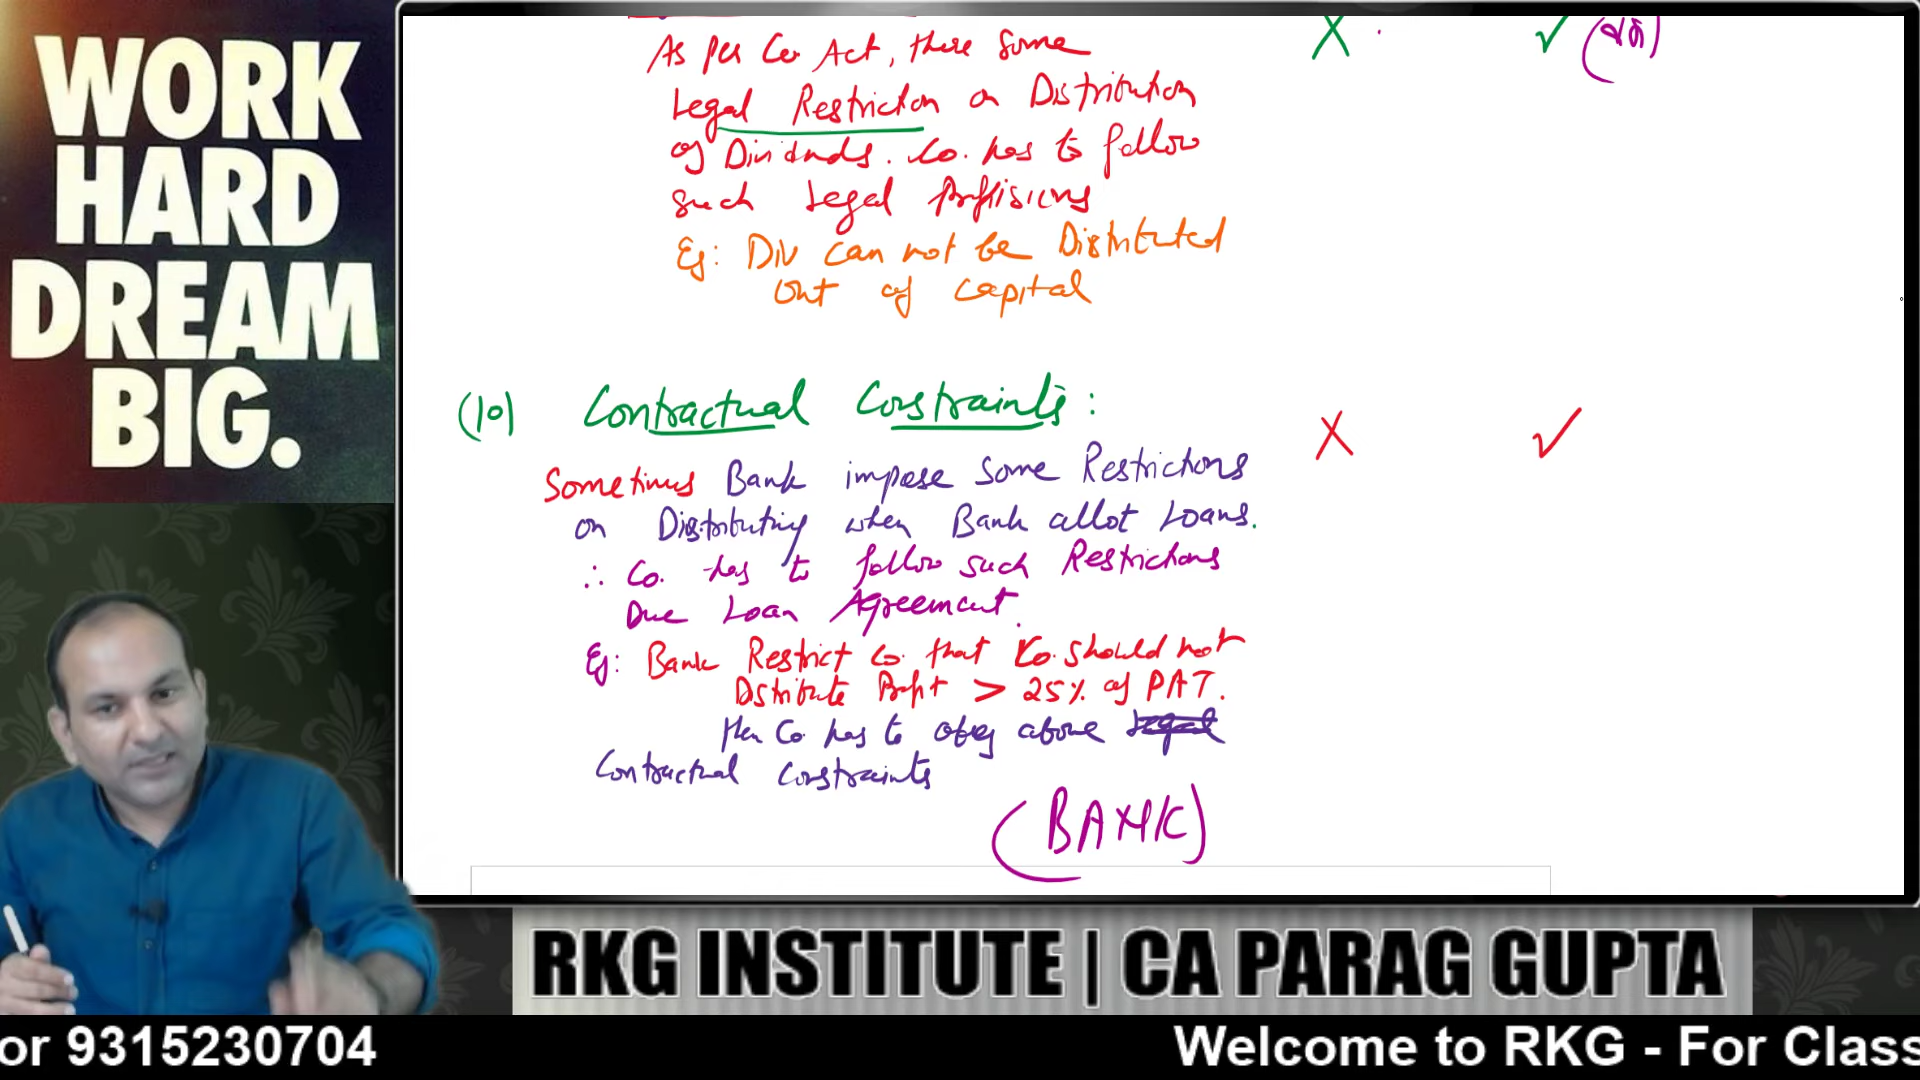 WORK
HARD
DREAM
BIG.
As per Co Act, there some
Legal Restriction on Distribution
of Dividends. Co. has to follow
such Legal
Eg: Div can not be Distributed
out of capital
(10) Contractual Constraints:
Sometimes Bank impose some Restrictions
on Distributing when Bank allot Loans.
∴ Co. has to follow such Restrictions
Due Loan Agreement.
Eg: Bank Restrict Co. that Co. should not
Distribute Profit > 25% of PAT.
then Co has to obey above
Contractual Constraints
(BANK)
RKG INSTITUTE | CA PARAG GUPTA
or 9315230704
Welcome to RKG - For Class